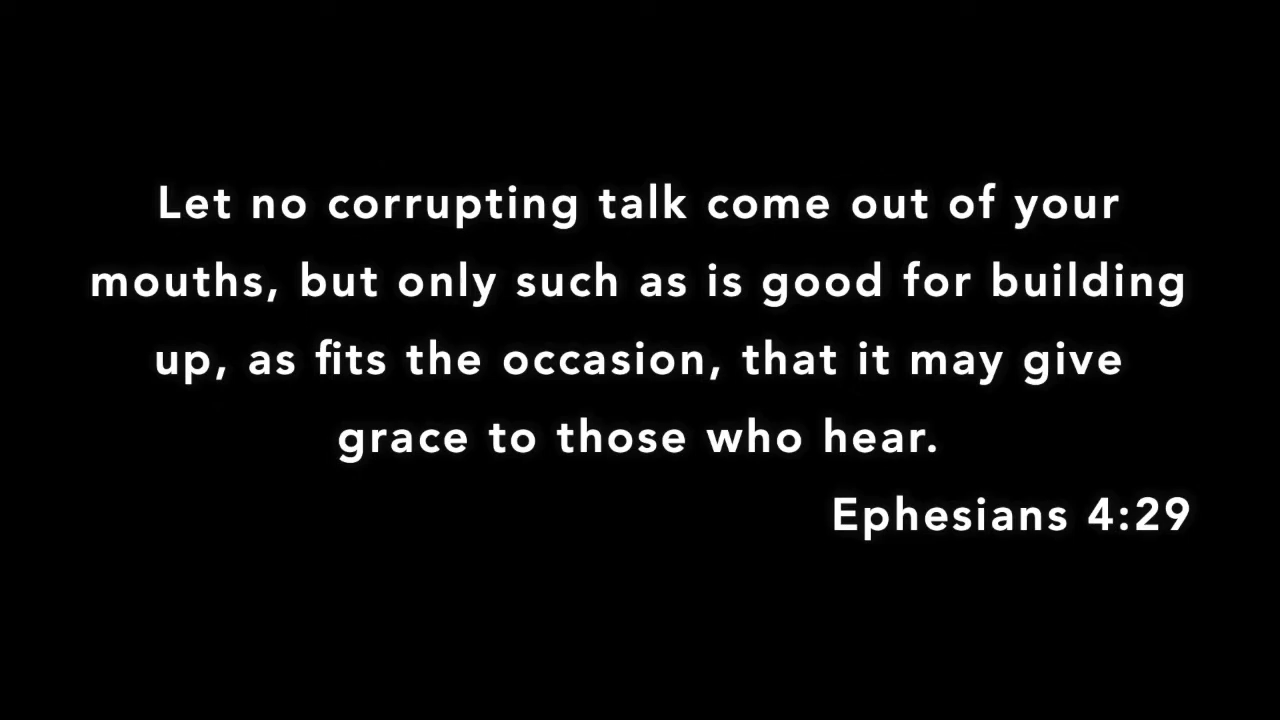 Let no corrupting talk come out of your
mouths, but only such as is good for building
up, as fits the occasion, that it may give
grace to those who hear.
Ephesians 4:29